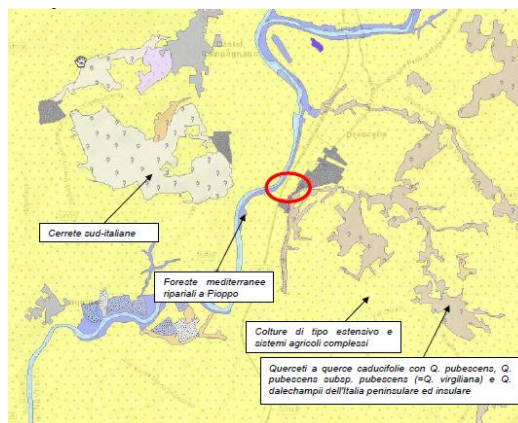 Cerrete sud-italiane
Foreste mediterranee
ripariali a Pioppo
Colture di tipo estensivo e
sistemi agricoli complessi
Querceti a querce caducifolie con Q. pubescens, Q.
pubescens subsp. pubescens (=Q. virgiliana) e Q.
dalechampii dell'Italia peninsulare ed insulare